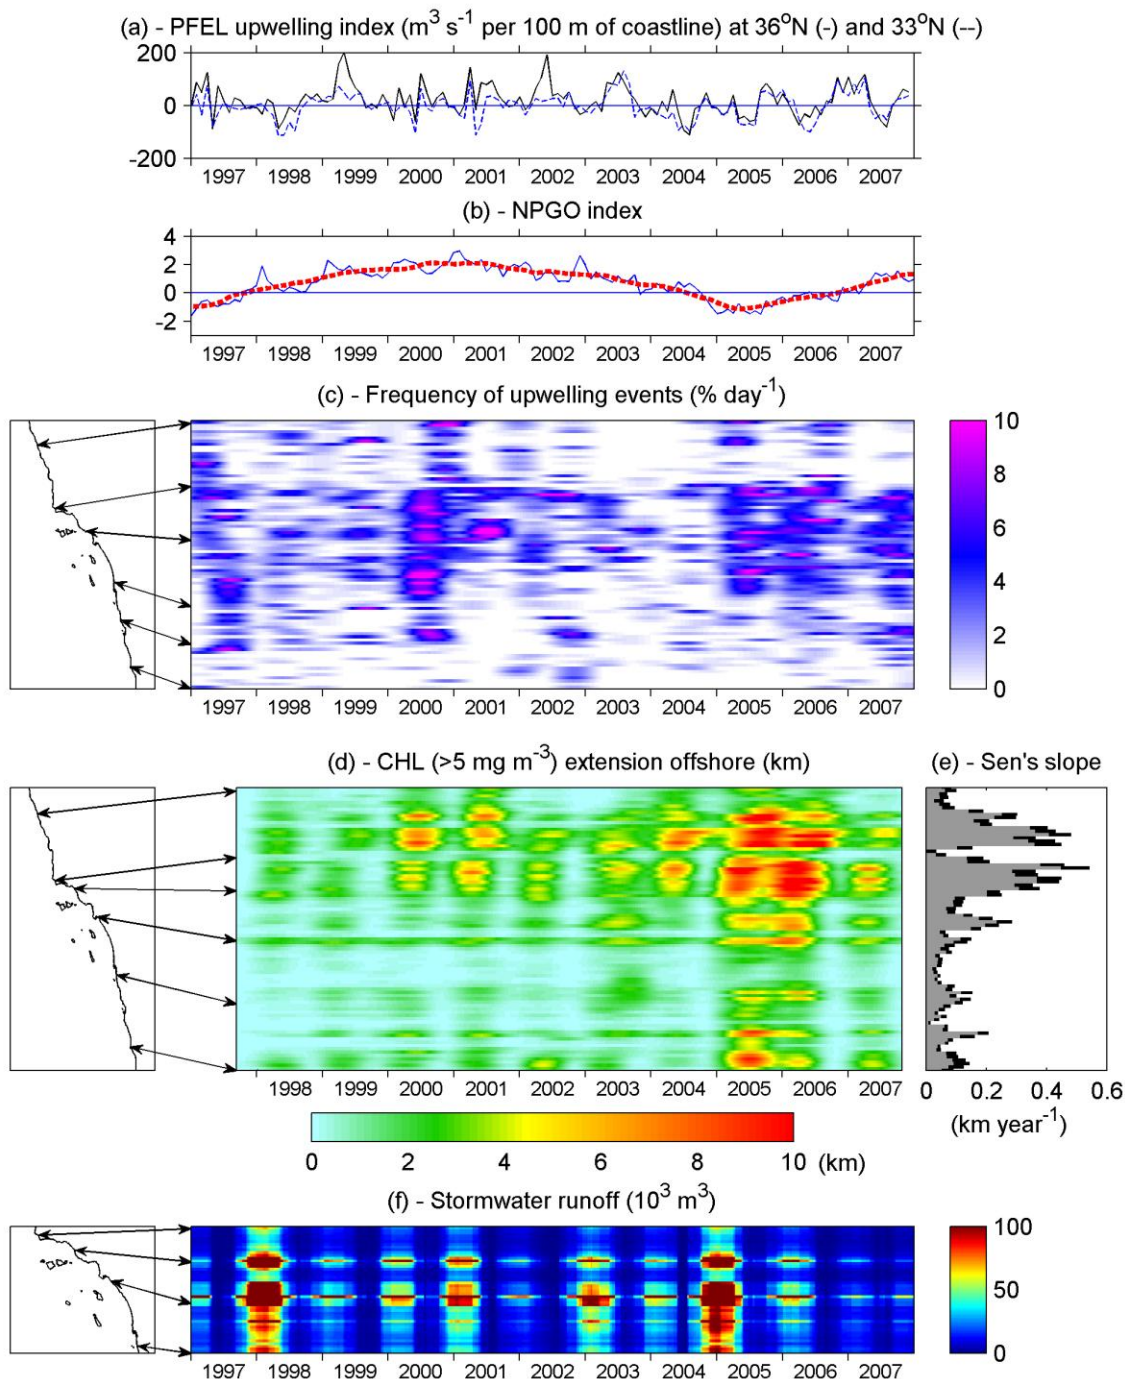 (a) - PFEL upwelling index (m³ s⁻¹ per 100 m of coastline) at 36°N (-) and 33°N (--)
200
0
-200
1997 1998 1999 2000 2001 2002 2003 2004 2005 2006 2007
(b) - NPGO index
4
2
0
-2
1997 1998 1999 2000 2001 2002 2003 2004 2005 2006 2007
(c) - Frequency of upwelling events (% day⁻¹)
10
8
6
4
2
0
1997 1998 1999 2000 2001 2002 2003 2004 2005 2006 2007
(d) - CHL (>5 mg m⁻³) extension offshore (km)
(e) - Sen's slope
1998 1999 2000 2001 2002 2003 2004 2005 2006 2007
0 0.2 0.4 0.6
(km year⁻¹)
0 2 4 6 8 10 (km)
(f) - Stormwater runoff (10³ m³)
100
50
0
1997 1998 1999 2000 2001 2002 2003 2004 2005 2006 2007